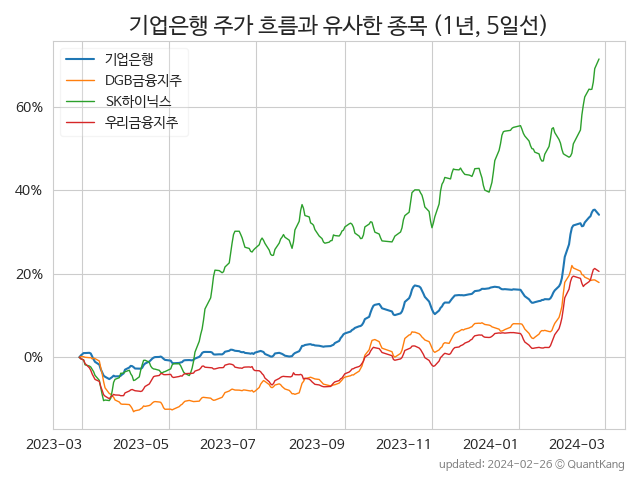 기업은행 주가 흐름과 유사한 종목 (1년, 5일선)
기업은행
DGB금융지주
SK하이닉스
우리금융지주
60%
40%
20%
0%
2023−03 2023−05 2023−07 2023−09 2023−11 2024−01 2024−03
updated: 2024-02-26 © QuantKang